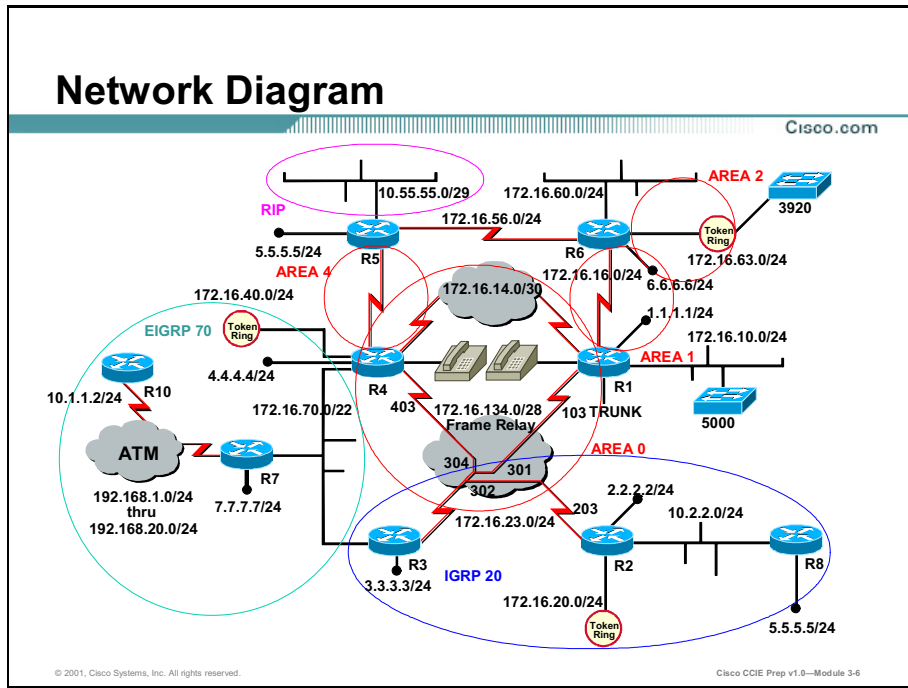 Network Diagram
Cisco.com
AREA 2
10.55.55.0/29
172.16.60.0/24
3920
RIP
172.16.56.0/24
Token
Ring
5.5.5.5/24
R5
R6
172.16.63.0/24
AREA 4
172.16.16.0/24
6.6.6.6/24
172.16.14.0/30
172.16.40.0/24
1.1.1.1/24
EIGRP 70
Token
Ring
172.16.10.0/24
AREA 1
R10
4.4.4.4/24
R4
R1
10.1.1.2/24
172.16.70.0/22
403
172.16.134.0/28
103
TRUNK
5000
Frame Relay
ATM
AREA 0
304
301
R7
302
2.2.2.2/24
192.168.1.0/24
thru
192.168.20.0/24
7.7.7.7/24
203
10.2.2.0/24
172.16.23.0/24
R3
R2
R8
IGRP 20
3.3.3.3/24
172.16.20.0/24
Token
Ring
5.5.5.5/24
© 2001, Cisco Systems, Inc. All rights reserved.
Cisco CCIE Prep v1.0—Module 3-6